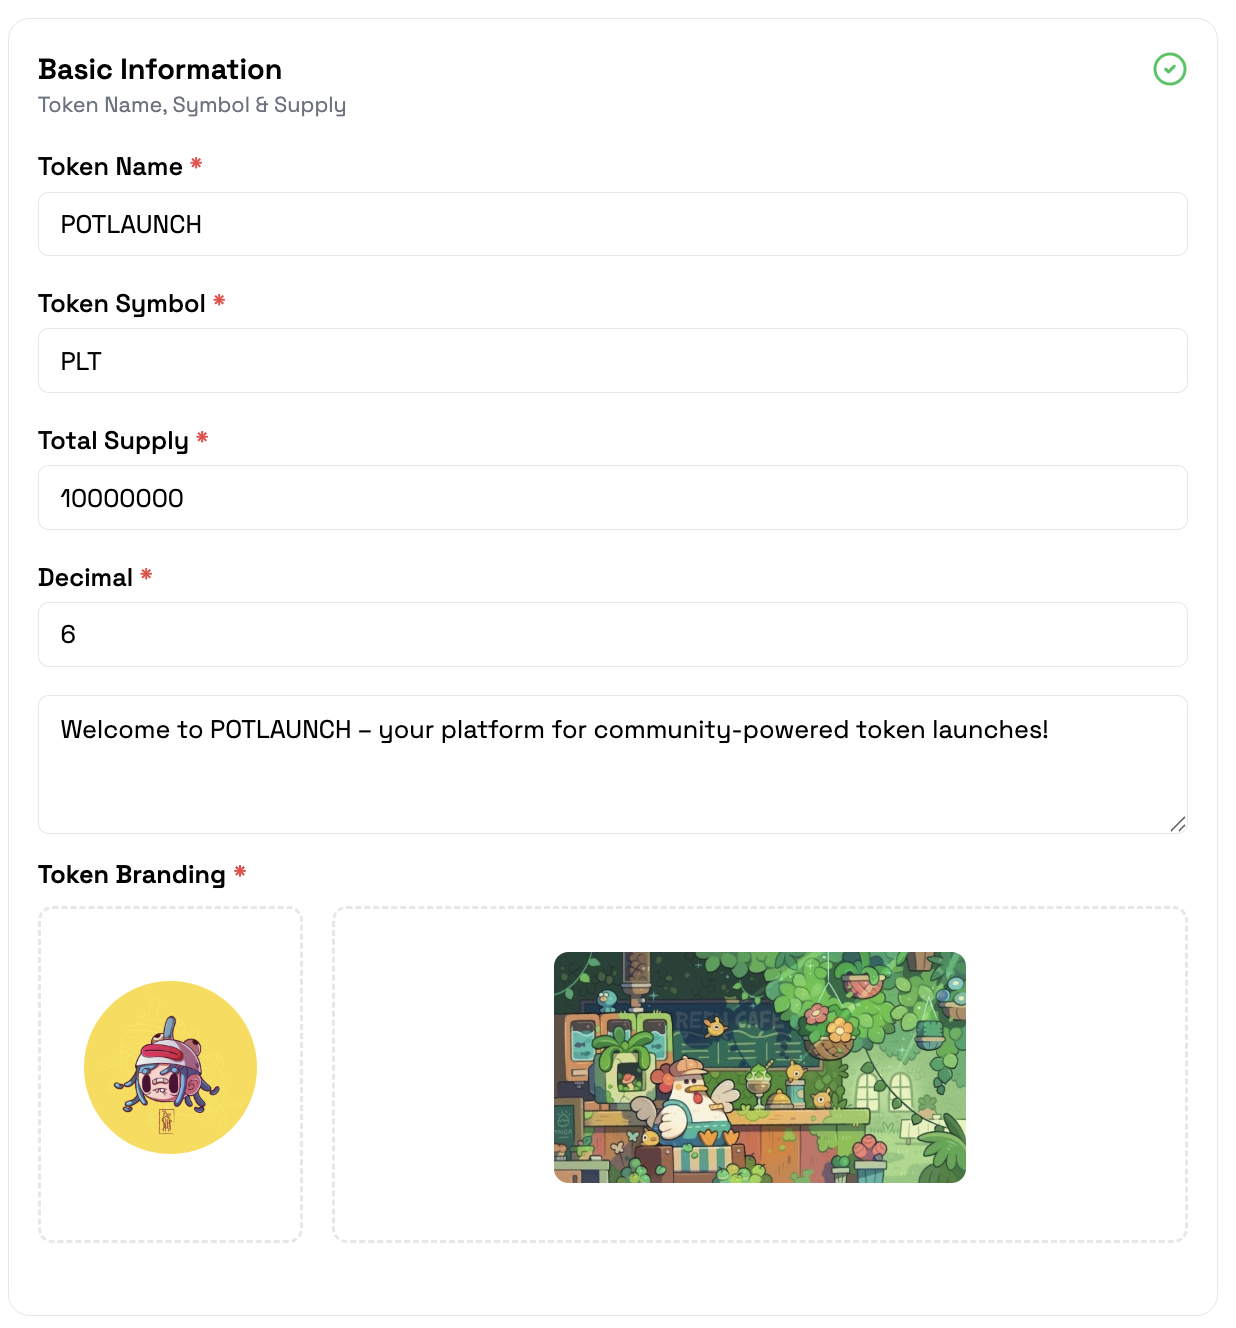 Basic Information
Token Name, Symbol & Supply
Token Name *
POTLAUNCH
Token Symbol *
PLT
Total Supply *
10000000
Decimal *
6
Welcome to POTLAUNCH – your platform for community-powered token launches!
Token Branding *
CAFE